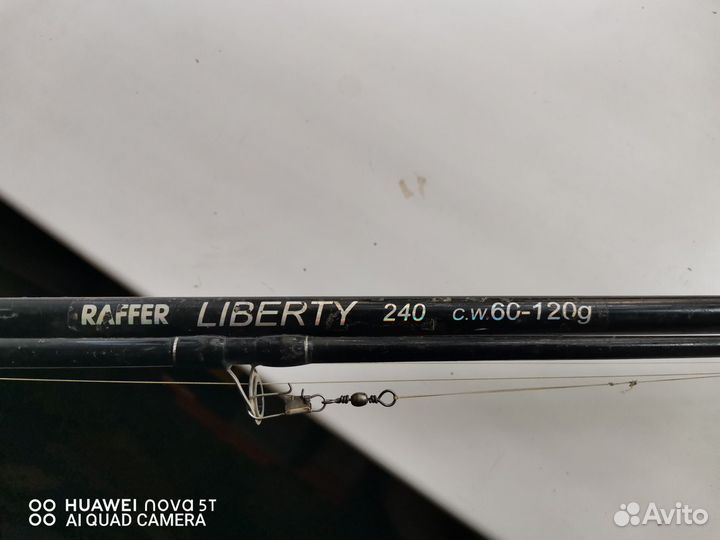 RAFFER LIBERTY 240 C.W.60-120g
HUAWEI nova 5T
AI QUAD CAMERA
Avito